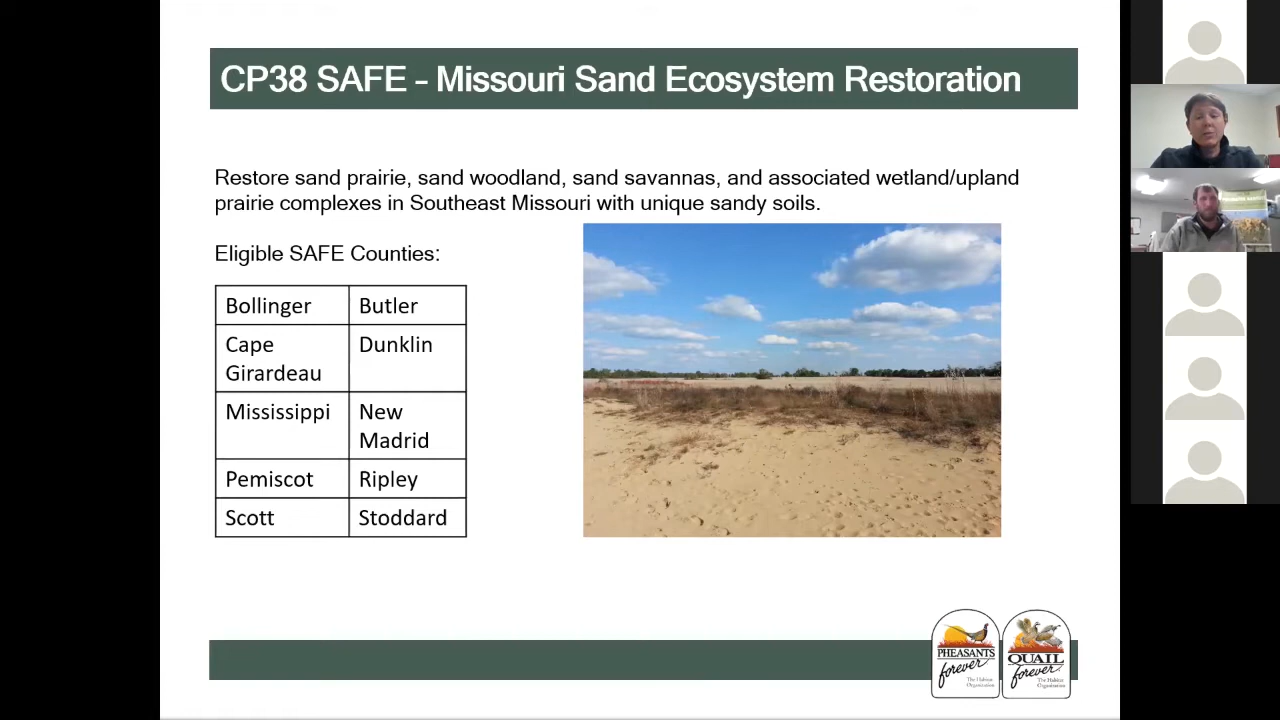 CP38 SAFE – Missouri Sand Ecosystem Restoration
Restore sand prairie, sand woodland, sand savannas, and associated wetland/upland
prairie complexes in Southeast Missouri with unique sandy soils.
Eligible SAFE Counties:
Bollinger Butler
Cape Dunklin
Girardeau
Mississippi New
Madrid
Pemiscot Ripley
Scott Stoddard
PHEASANTS
forever
The Habitat
Organization
QUAIL
forever
The Habitat
Organization